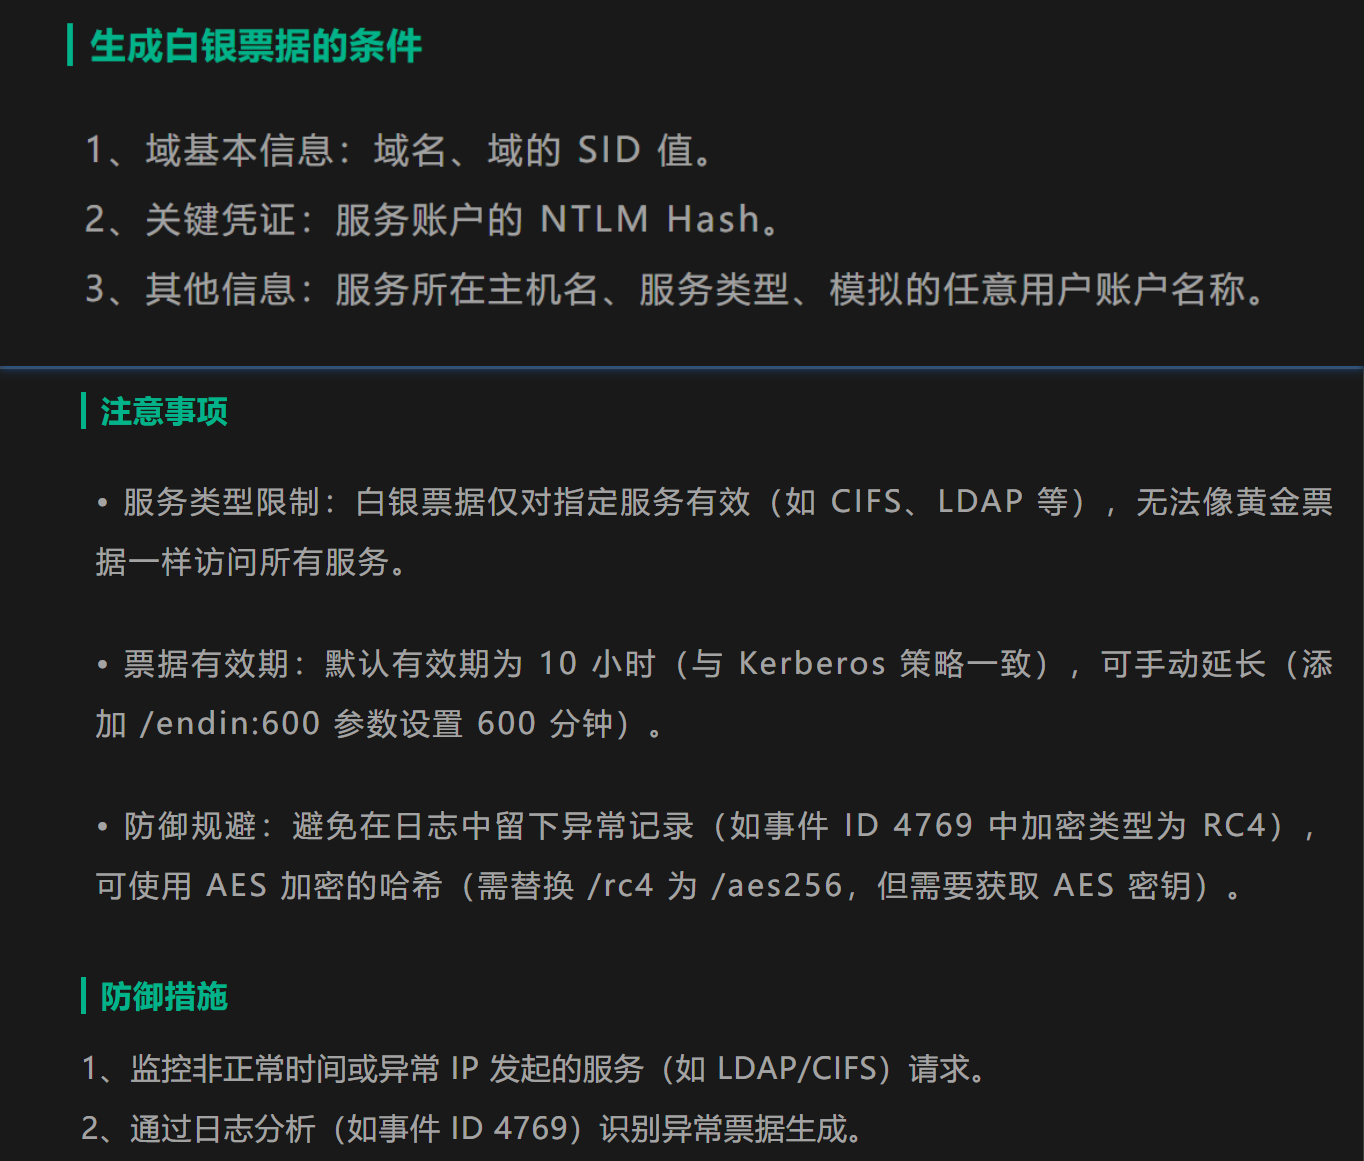 生成白银票据的条件
1、域基本信息：域名、域的 SID 值。
2、关键凭证：服务账户的 NTLM Hash。
3、其他信息：服务所在主机名、服务类型、模拟的任意用户账户名称。
注意事项
• 服务类型限制：白银票据仅对指定服务有效（如 CIFS、LDAP 等），无法像黄金票
据一样访问所有服务。
• 票据有效期：默认有效期为 10 小时（与 Kerberos 策略一致），可手动延长（添
加 /endin:600 参数设置 600 分钟）。
• 防御规避：避免在日志中留下异常记录（如事件 ID 4769 中加密类型为 RC4），
可使用 AES 加密的哈希（需替换 /rc4 为 /aes256，但需要获取 AES 密钥）。
防御措施
1、监控非正常时间或异常 IP 发起的服务（如 LDAP/CIFS）请求。
2、通过日志分析（如事件 ID 4769）识别异常票据生成。